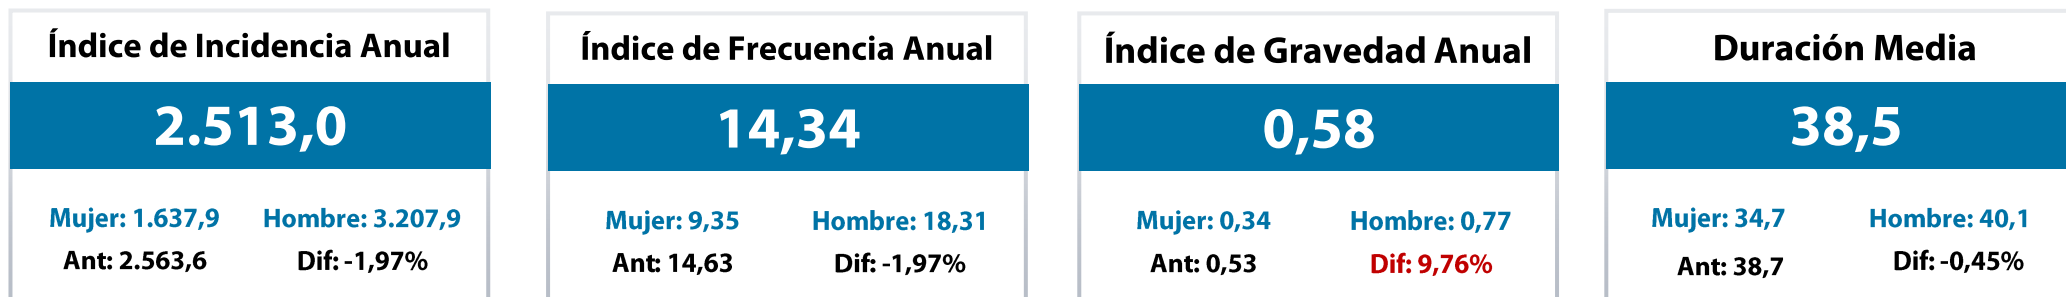 Índice de Incidencia Anual
2.513,0
Mujer: 1.637,9 Hombre: 3.207,9
Ant: 2.563,6 Dif: -1,97%
Índice de Frecuencia Anual
14,34
Mujer: 9,35 Hombre: 18,31
Ant: 14,63 Dif: -1,97%
Índice de Gravedad Anual
0,58
Mujer: 0,34 Hombre: 0,77
Ant: 0,53 Dif: 9,76%
Duración Media
38,5
Mujer: 34,7 Hombre: 40,1
Ant: 38,7 Dif: -0,45%